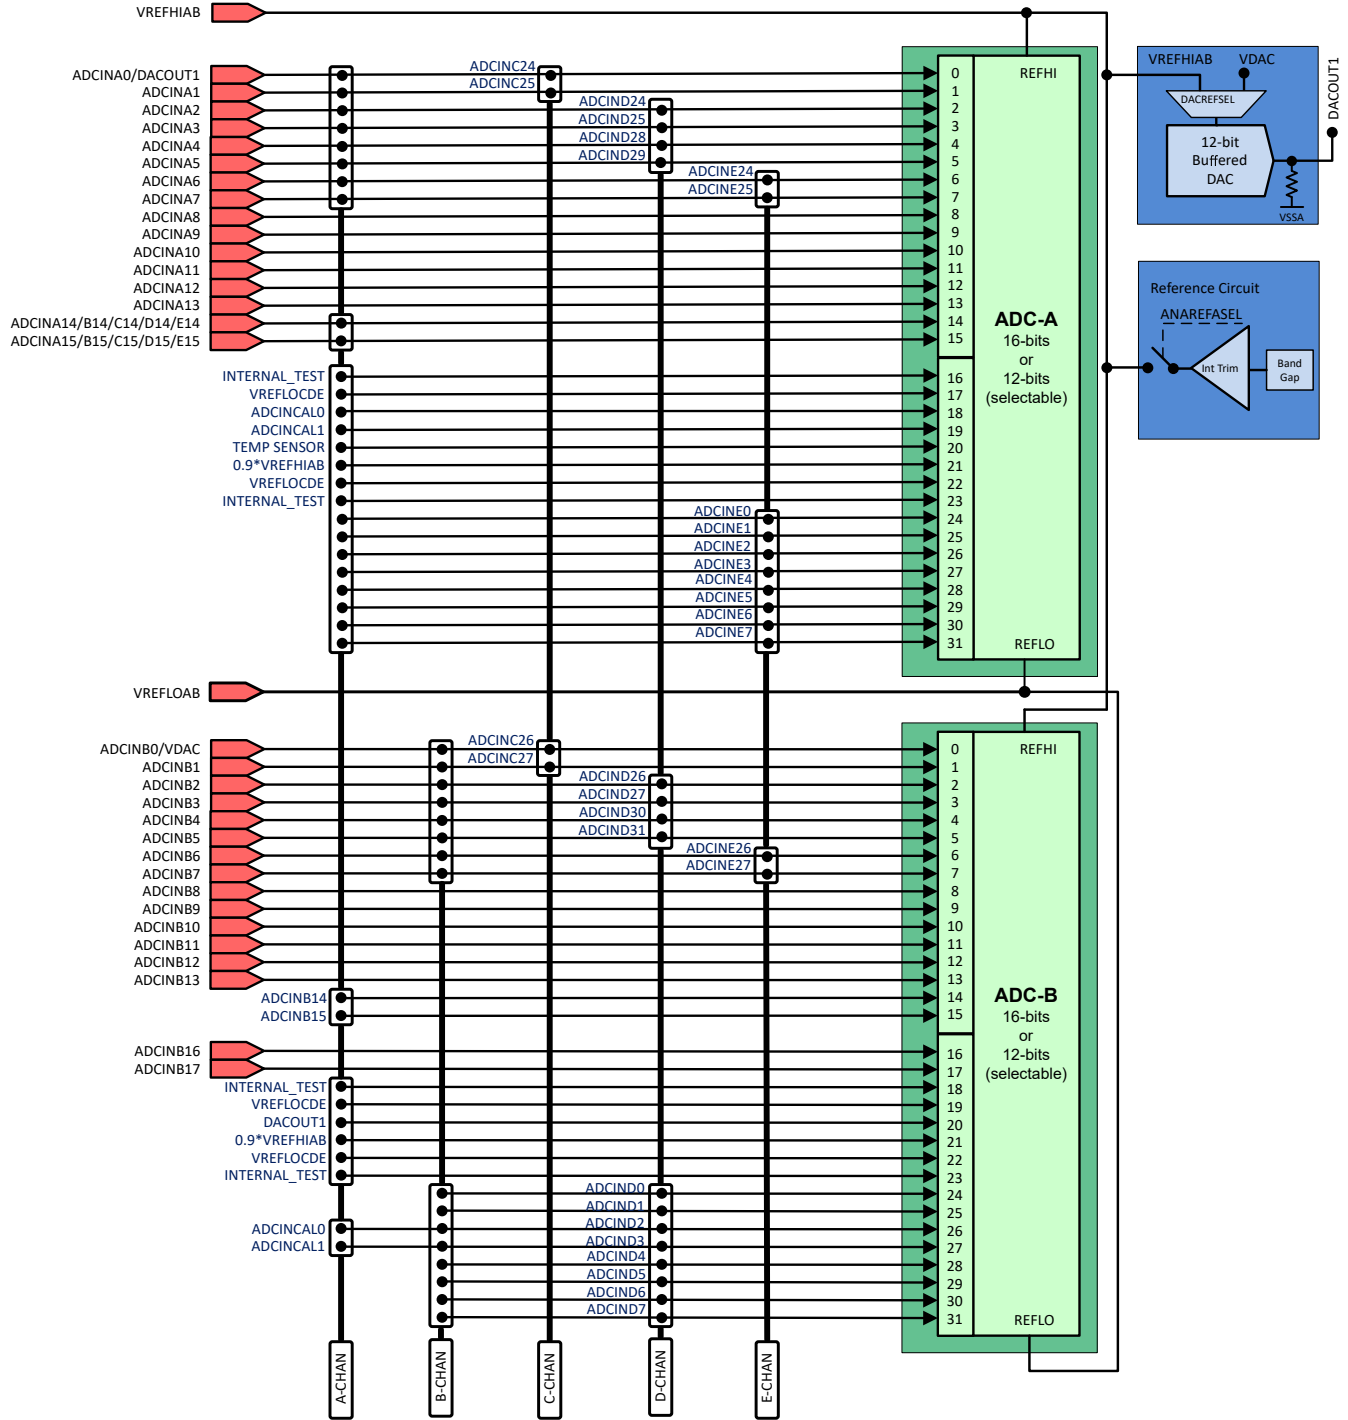 VREFHIAB
ADCINA0/DACOUT1
ADCINA1
ADCINA2
ADCINA3
ADCINA4
ADCINA5
ADCINA6
ADCINA7
ADCINA8
ADCINA9
ADCINA10
ADCINA11
ADCINA12
ADCINA13
ADCINA14/B14/C14/D14/E14
ADCINA15/B15/C15/D15/E15
INTERNAL_TEST
VREFLOCDE
ADCINCAL0
ADCINCAL1
TEMP SENSOR
0.9*VREFHIAB
VREFLOCDE
INTERNAL_TEST
ADCINC24
ADCINC25
ADCIND24
ADCIND25
ADCIND28
ADCIND29
ADCINE24
ADCINE25
ADCINE0
ADCINE1
ADCINE2
ADCINE3
ADCINE4
ADCINE5
ADCINE6
ADCINE7
0
1
2
3
4
5
6
7
8
9
10
11
12
13
14
15
16
17
18
19
20
21
22
23
24
25
26
27
28
29
30
31
REFHI
ADC-A
16-bits
or
12-bits
(selectable)
REFLO
VREFHIAB
VDAC
DACREFSEL
12-bit
Buffered
DAC
VSSA
DACOUT1
Reference Circuit
ANAREFASEL
Int Trim
Band
Gap
VREFLOAB
ADCINB0/VDAC
ADCINB1
ADCINB2
ADCINB3
ADCINB4
ADCINB5
ADCINB6
ADCINB7
ADCINB8
ADCINB9
ADCINB10
ADCINB11
ADCINB12
ADCINB13
ADCINB14
ADCINB15
ADCINB16
ADCINB17
INTERNAL_TEST
VREFLOCDE
DACOUT1
0.9*VREFHIAB
VREFLOCDE
INTERNAL_TEST
ADCINCAL0
ADCINCAL1
ADCINC26
ADCINC27
ADCIND26
ADCIND27
ADCIND30
ADCIND31
ADCINE26
ADCINE27
ADCIND0
ADCIND1
ADCIND2
ADCIND3
ADCIND4
ADCIND5
ADCIND6
ADCIND7
0
1
2
3
4
5
6
7
8
9
10
11
12
13
14
15
16
17
18
19
20
21
22
23
24
25
26
27
28
29
30
31
REFHI
ADC-B
16-bits
or
12-bits
(selectable)
REFLO
A-CHAN
B-CHAN
C-CHAN
D-CHAN
E-CHAN